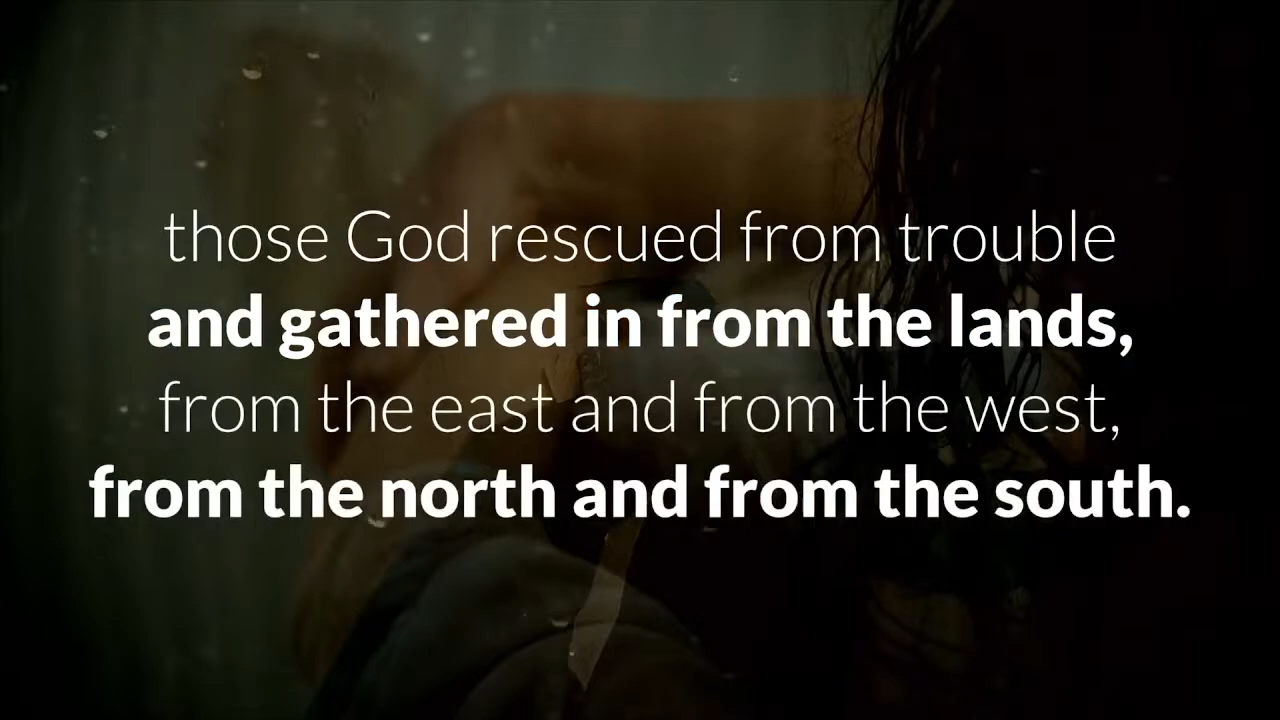 those God rescued from trouble
and gathered in from the lands,
from the east and from the west,
from the north and from the south.